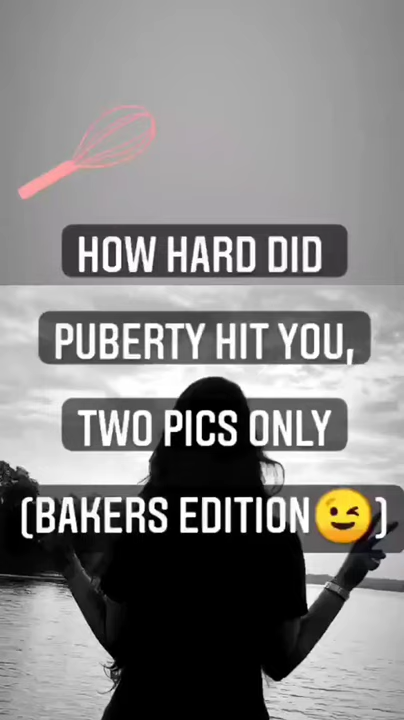 HOW HARD DID
PUBERTY HIT YOU,
TWO PICS ONLY
(BAKERS EDITION😉)